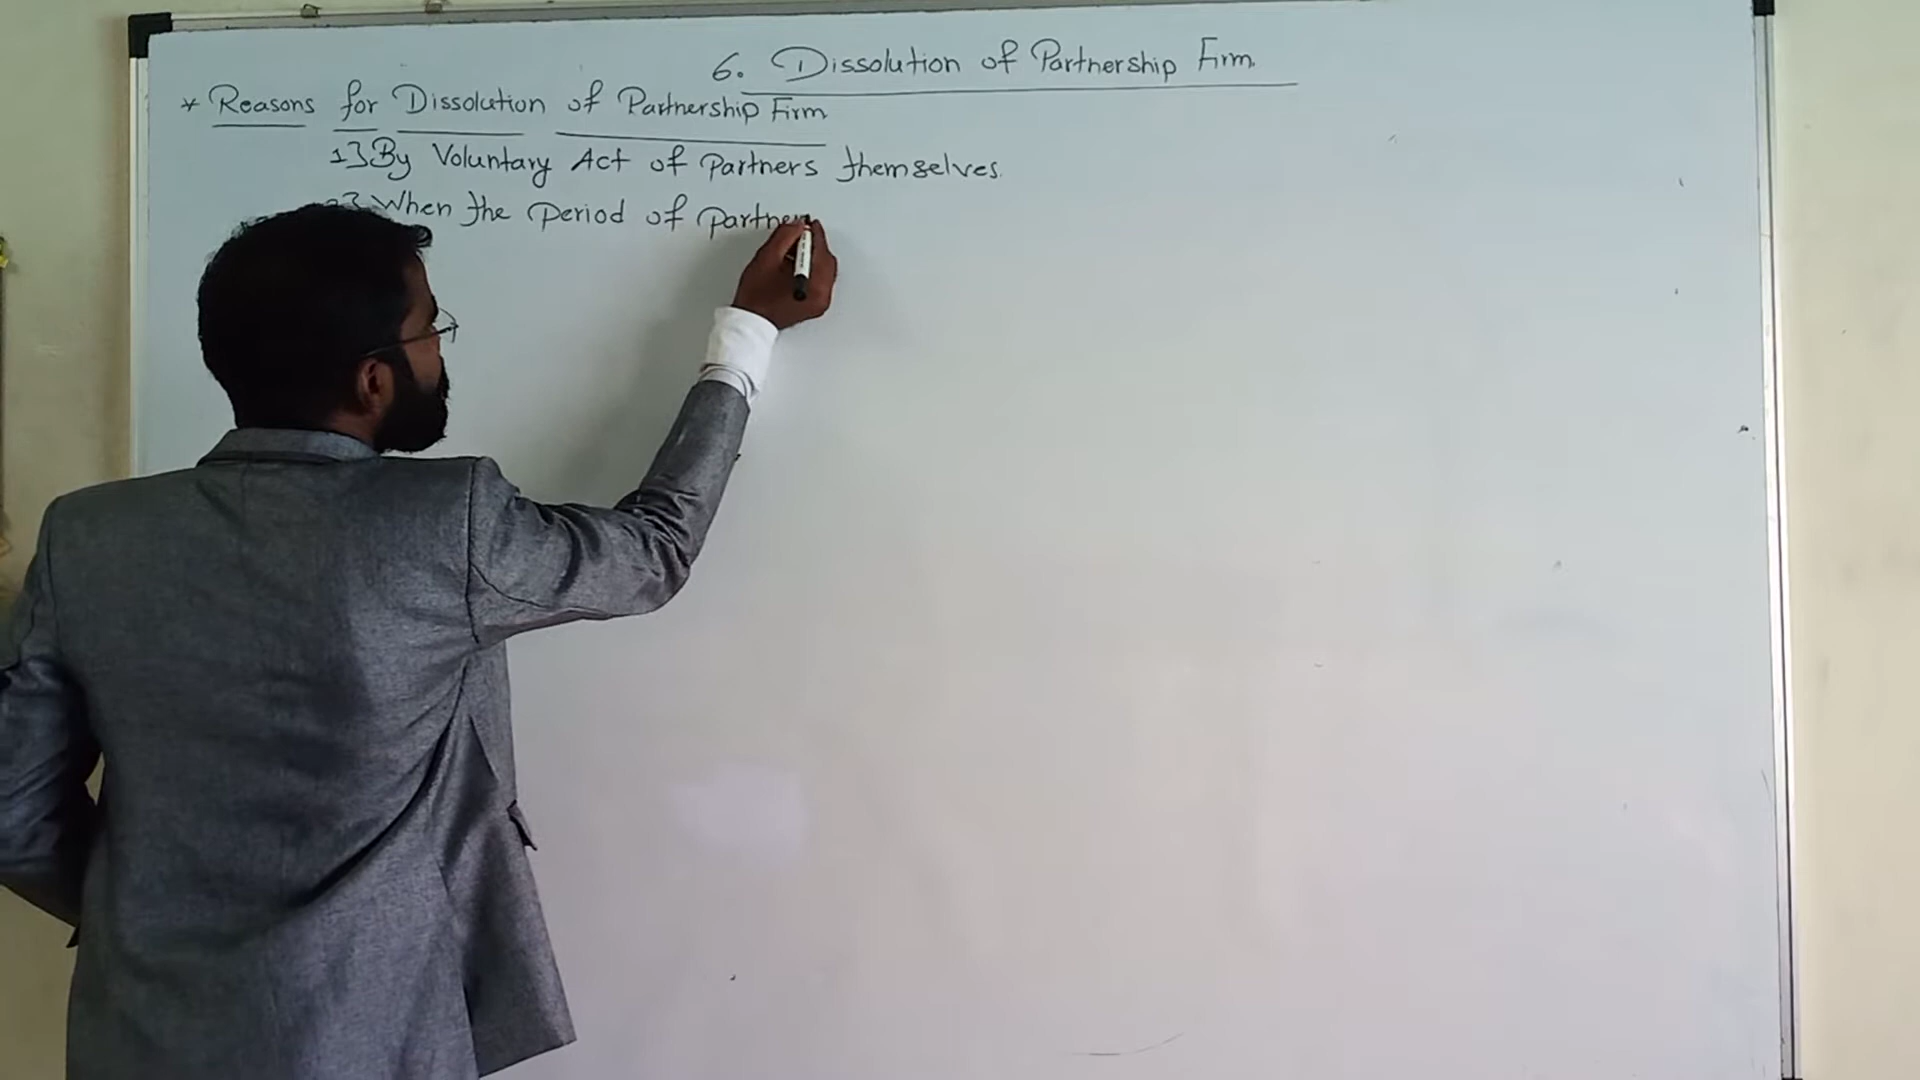 6. Dissolution of Partnership Firm.
* Reasons for Dissolution of Partnership Firm
1] By Voluntary Act of Partners themselves.
When the Period of partner